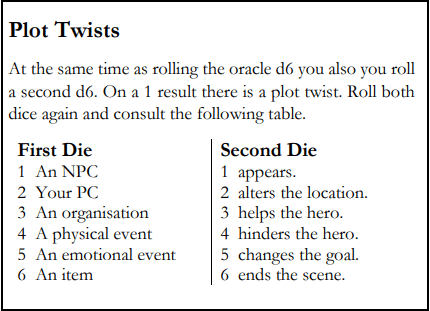 Plot Twists
At the same time as rolling the oracle d6 you also you roll
a second d6. On a 1 result there is a plot twist. Roll both
dice again and consult the following table.
First Die
1 An NPC
2 Your PC
3 An organisation
4 A physical event
5 An emotional event
6 An item
Second Die
1 appears.
2 alters the location.
3 helps the hero.
4 hinders the hero.
5 changes the goal.
6 ends the scene.